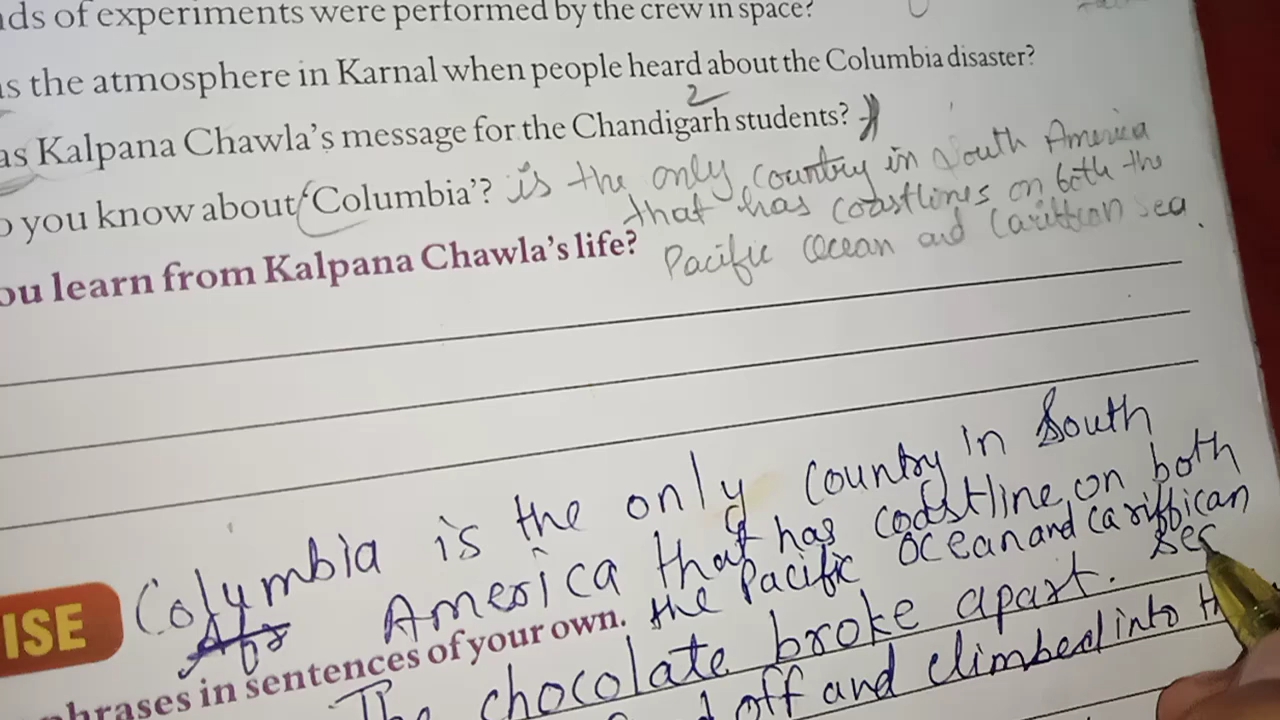 ds of experiments were performed by the crew in space?
s the atmosphere in Karnal when people heard about the Columbia disaster?
2
as Kalpana Chawla's message for the Chandigarh students?
o you know about 'Columbia'? is the only country in South America
that has coastlines on both the
ou learn from Kalpana Chawla's life? Pacific Ocean and Carittion sea.
Columbia is the only country in South
America that has coastline on both
the Pacific Ocean and cariffican
sea
ISE
phrases in sentences of your own.
The chocolate broke apart.
off and climbed into th